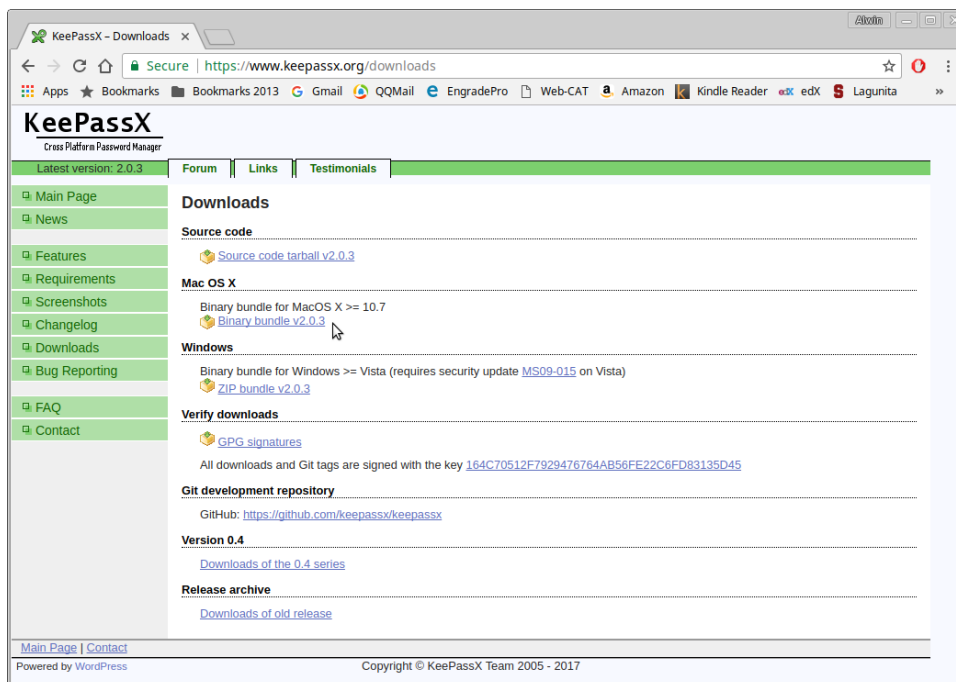 Alwin
KeePassX – Downloads
Secure | https://www.keepassx.org/downloads
Apps Bookmarks Bookmarks 2013 Gmail QQMail EngradePro Web-CAT Amazon Kindle Reader edX edX Lagunita »
KeePassX
Cross Platform Password Manager
Latest version: 2.0.3 Forum Links Testimonials
Main Page
News
Features
Requirements
Screenshots
Changelog
Downloads
Bug Reporting
FAQ
Contact
Downloads
Source code
Source code tarball v2.0.3
Mac OS X
Binary bundle for MacOS X >= 10.7
Binary bundle v2.0.3
Windows
Binary bundle for Windows >= Vista (requires security update MS09-015 on Vista)
ZIP bundle v2.0.3
Verify downloads
GPG signatures
All downloads and Git tags are signed with the key 164C70512F7929476764AB56FE22C6FD83135D45
Git development repository
GitHub: https://github.com/keepassx/keepassx
Version 0.4
Downloads of the 0.4 series
Release archive
Downloads of old release
Main Page | Contact
Powered by WordPress
Copyright © KeePassX Team 2005 - 2017